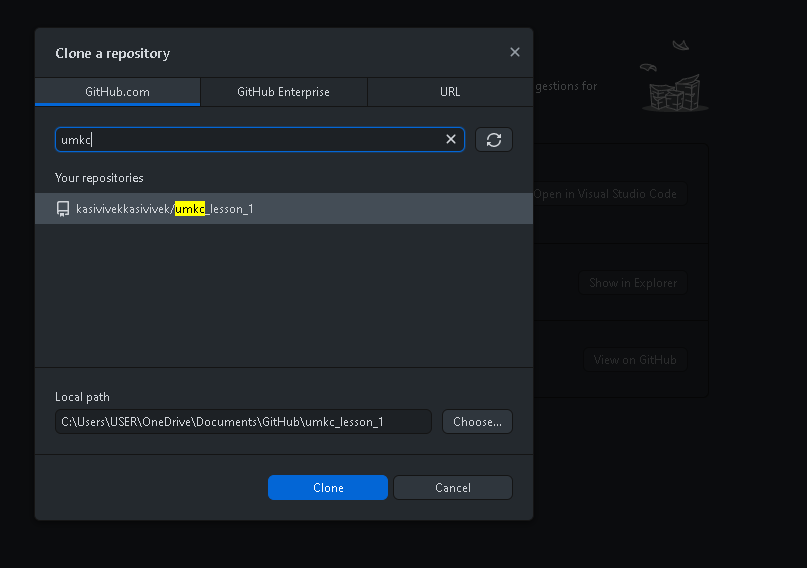 Clone a repository
GitHub.com
GitHub Enterprise
URL
gestions for
umkc
Your repositories
kasivivekkasivivek/umkc_lesson_1
Open in Visual Studio Code
Show in Explorer
View on GitHub
Local path
C:\Users\USER\OneDrive\Documents\GitHub\umkc_lesson_1
Choose...
Clone
Cancel